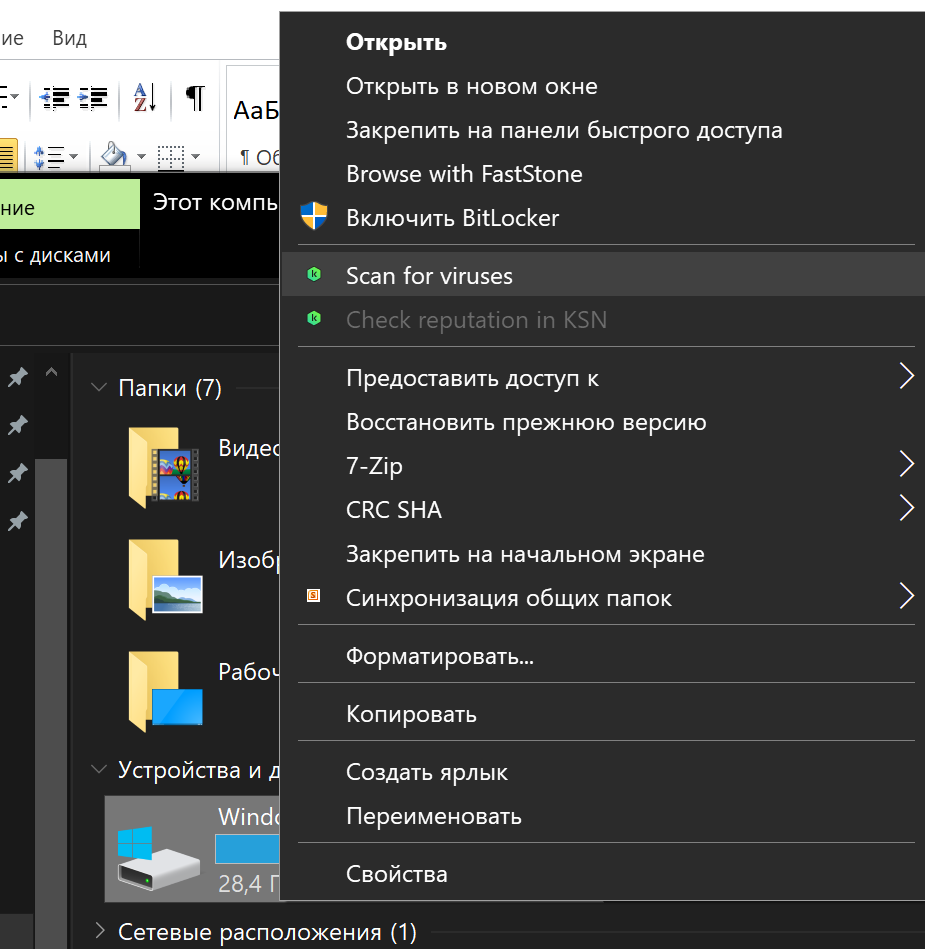 ие Вид
АаБ
¶ Об
ние
Этот компь
ы с дисками
Папки (7)
Видео
Изобр
Рабоч
Устройства и д
Windo
28,4 Г
Сетевые расположения (1)
Открыть
Открыть в новом окне
Закрепить на панели быстрого доступа
Browse with FastStone
Включить BitLocker
Scan for viruses
Check reputation in KSN
Предоставить доступ к
Восстановить прежнюю версию
7-Zip
CRC SHA
Закрепить на начальном экране
Синхронизация общих папок
Форматировать...
Копировать
Создать ярлык
Переименовать
Свойства